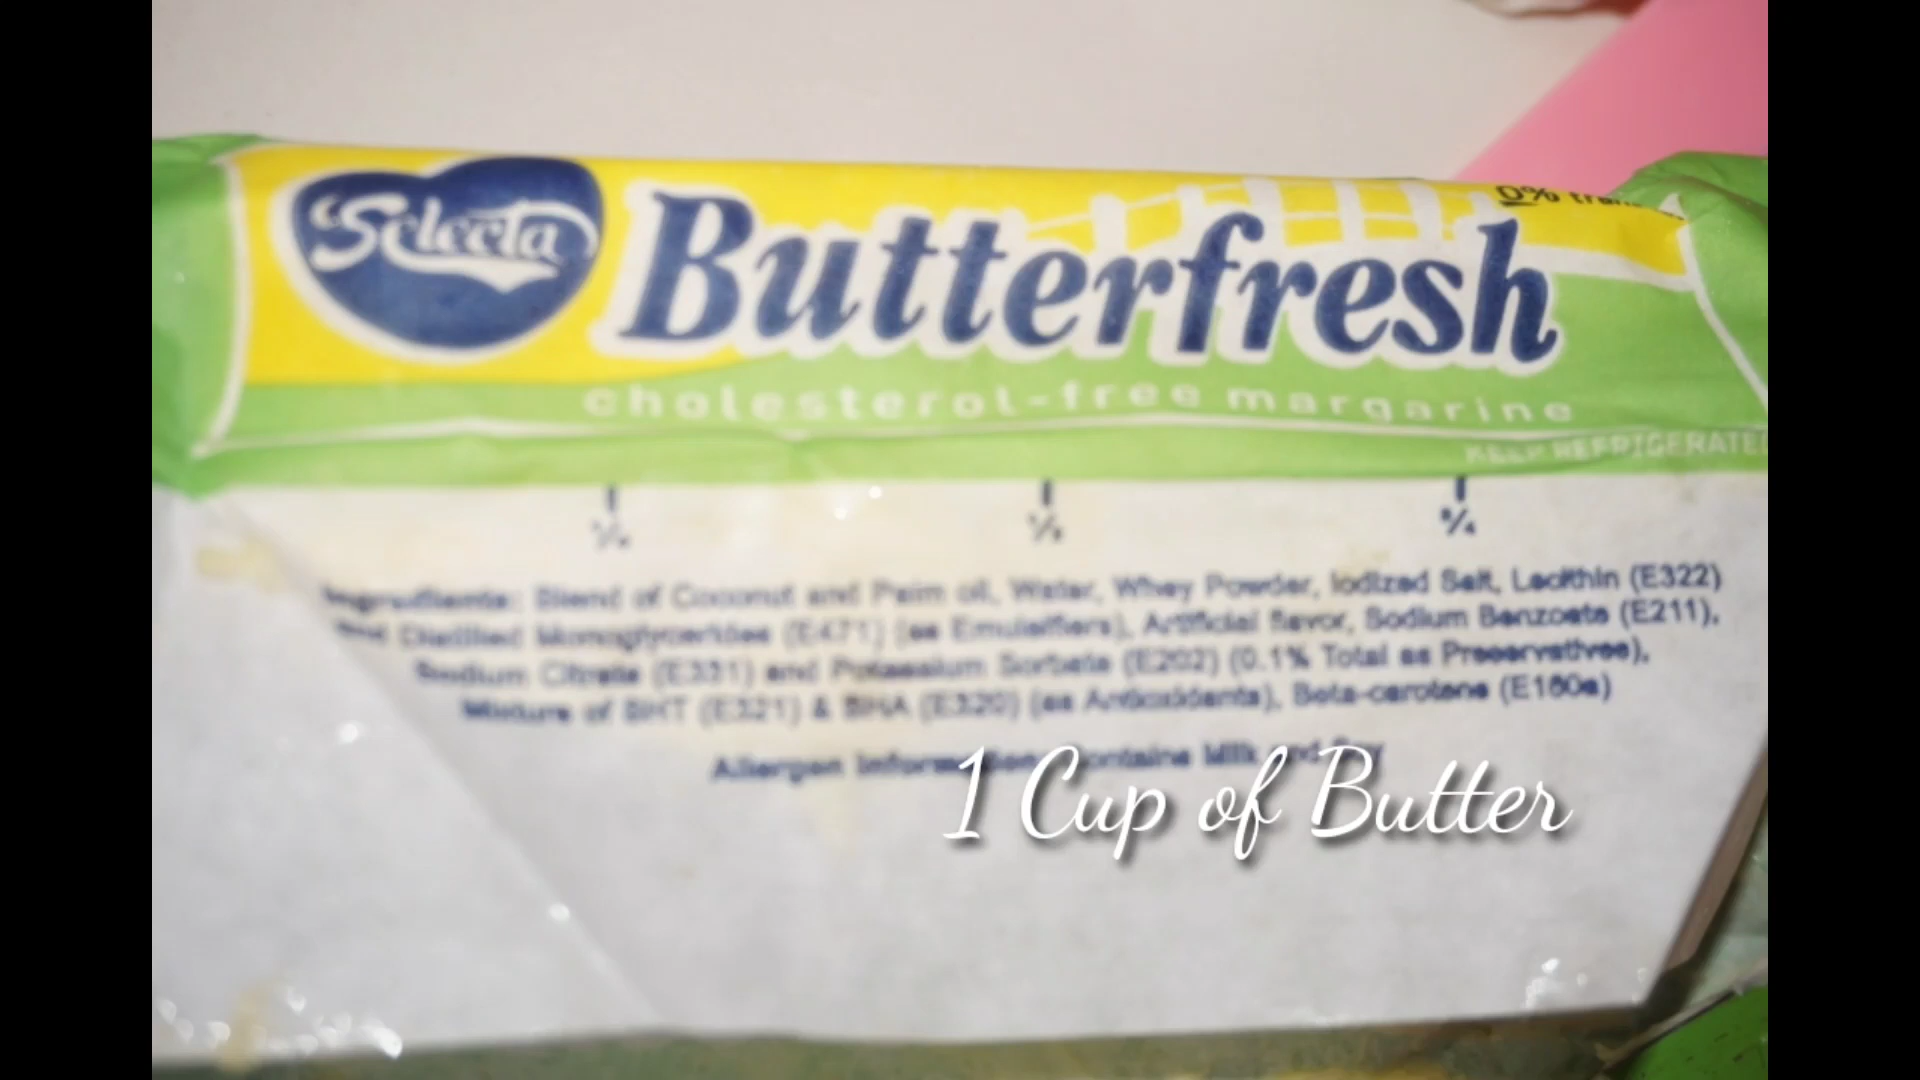 Selecta
Butterfresh
0% tran
cholesterol-free margarine
KEEP REFRIGERATED
1/4 1/2 3/4
Ingredients: Blend of Coconut and Palm oil, Water, Whey Powder, Iodized Salt, Lecithin (E322)
and Distilled Monoglycerides (E471) (as Emulsifiers), Artificial flavor, Sodium Benzoate (E211),
Sodium Citrate (E331) and Potassium Sorbate (E202) (0.1% Total as Preservatives),
Mixture of BHT (E321) & BHA (E320) (as Antioxidants), Beta-carotene (E160a)
Allergen Information: Contains Milk and Soy
1 Cup of Butter